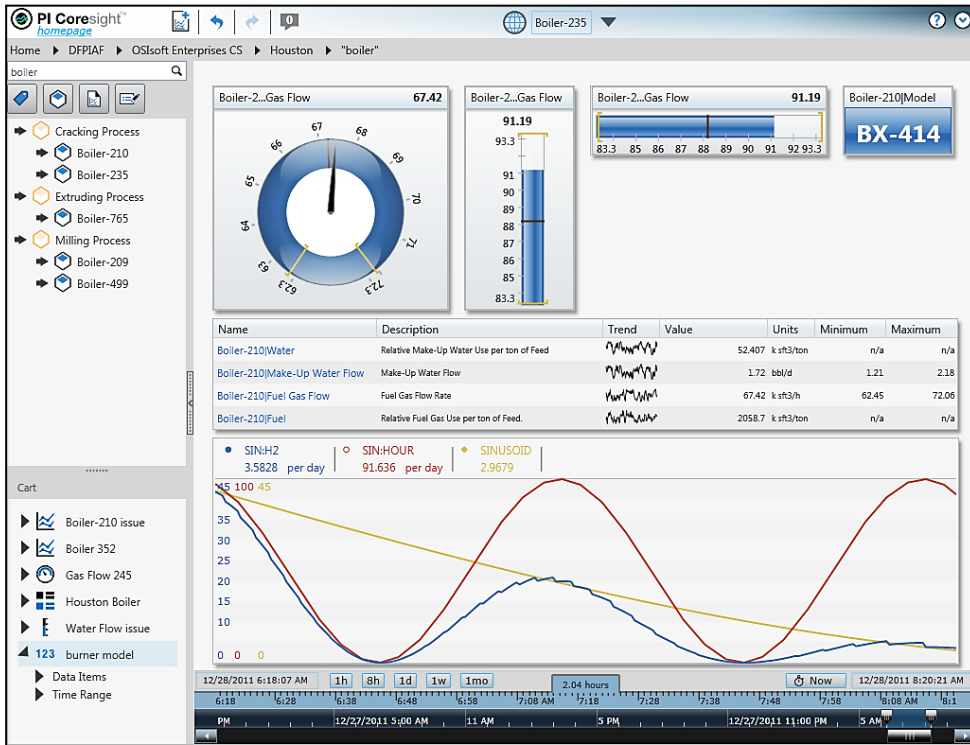 PI Coresight™
homepage
0
Boiler-235
?
Home DFPIAF OSIsoft Enterprises CS Houston "boiler"
boiler
Cracking Process
Boiler-210
Boiler-235
Extruding Process
Boiler-765
Milling Process
Boiler-209
Boiler-499
Cart
Boiler-210 issue
Boiler 352
Gas Flow 245
Houston Boiler
Water Flow issue
123 burner model
Data Items
Time Range
Boiler-2...Gas Flow 67.42
62.3 63 64 65 66 67 68 69 70 71 72.3
Boiler-2...Gas Flow
91.19
93.3
91
90
89
88
87
86
85
83.3
Boiler-2...Gas Flow 91.19
83.3 85 86 87 88 89 90 91 92 93.3
Boiler-210|Model
BX-414
Name Description Trend Value Units Minimum Maximum
Boiler-210|Water Relative Make-Up Water Use per ton of Feed 52.407 k sft3/ton n/a n/a
Boiler-210|Make-Up Water Flow Make-Up Water Flow 1.72 bbl/d 1.21 2.18
Boiler-210|Fuel Gas Flow Fuel Gas Flow Rate 67.42 k sft3/h 62.45 72.06
Boiler-210|Fuel Relative Fuel Gas Use per ton of Feed. 2058.7 k sft3/ton n/a n/a
SIN:H2 SIN:HOUR SINUSOID
3.5828 per day 91.636 per day 2.9679
45 100 45
35
30
25
20
15
10
0 0 0
12/28/2011 6:18:07 AM 1h 8h 1d 1w 1mo 2.04 hours Now 12/28/2011 8:20:21 AM
6:18 6:28 6:38 6:48 6:58 7:08 AM 7:18 7:28 7:38 7:48 7:58 8:08 AM 8:1
PM 12/27/2011 5:00 AM 11 AM 5 PM 12/27/2011 11:00 PM 5 AM